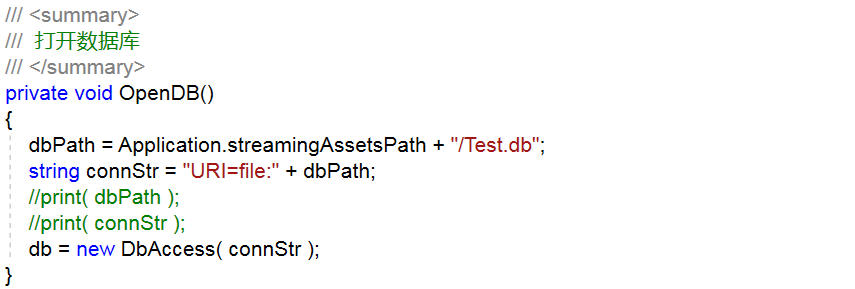 /// <summary>
///  打开数据库
/// </summary>
private void OpenDB()
{
    dbPath = Application.streamingAssetsPath + "/Test.db";
    string connStr = "URI=file:" + dbPath;
    //print( dbPath );
    //print( connStr );
    db = new DbAccess( connStr );
}